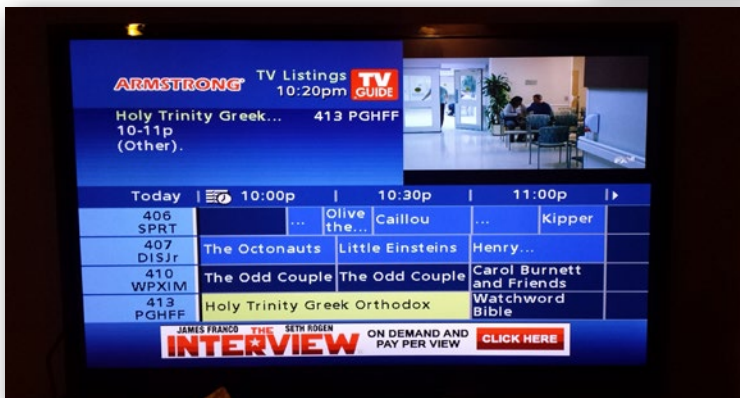 ARMSTRONG
TV Listings
10:20pm
TV
GUIDE
Holy Trinity Greek... 413 PGHFF
10-11p
(Other).
Today 10:00p 10:30p 11:00p
406
SPRT
...
Olive
the...
Caillou
...
Kipper
407
DISJr
The Octonauts
Little Einsteins
Henry...
410
WPXIM
The Odd Couple
The Odd Couple
Carol Burnett
and Friends
413
PGHFF
Holy Trinity Greek Orthodox
Watchword
Bible
JAMES FRANCO SETH ROGEN
THE
INTERVIEW
ON DEMAND AND
PAY PER VIEW
CLICK HERE